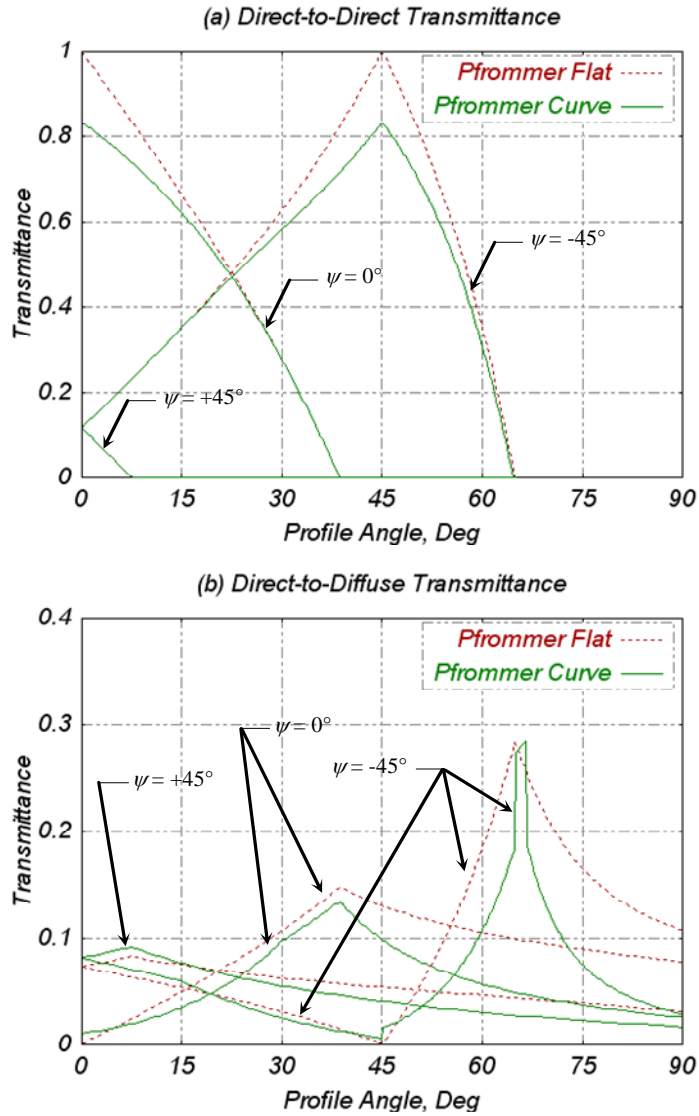 (a) Direct-to-Direct Transmittance
1
Pfrommer Flat
Pfrommer Curve
0.8
0.6
ψ = -45°
ψ = 0°
0.4
0.2
ψ = +45°
0
Transmittance
0 15 30 45 60 75 90
Profile Angle, Deg
(b) Direct-to-Diffuse Transmittance
0.4
Pfrommer Flat
Pfrommer Curve
0.3
ψ = 0°
ψ = +45°
ψ = -45°
0.2
0.1
0
Transmittance
0 15 30 45 60 75 90
Profile Angle, Deg